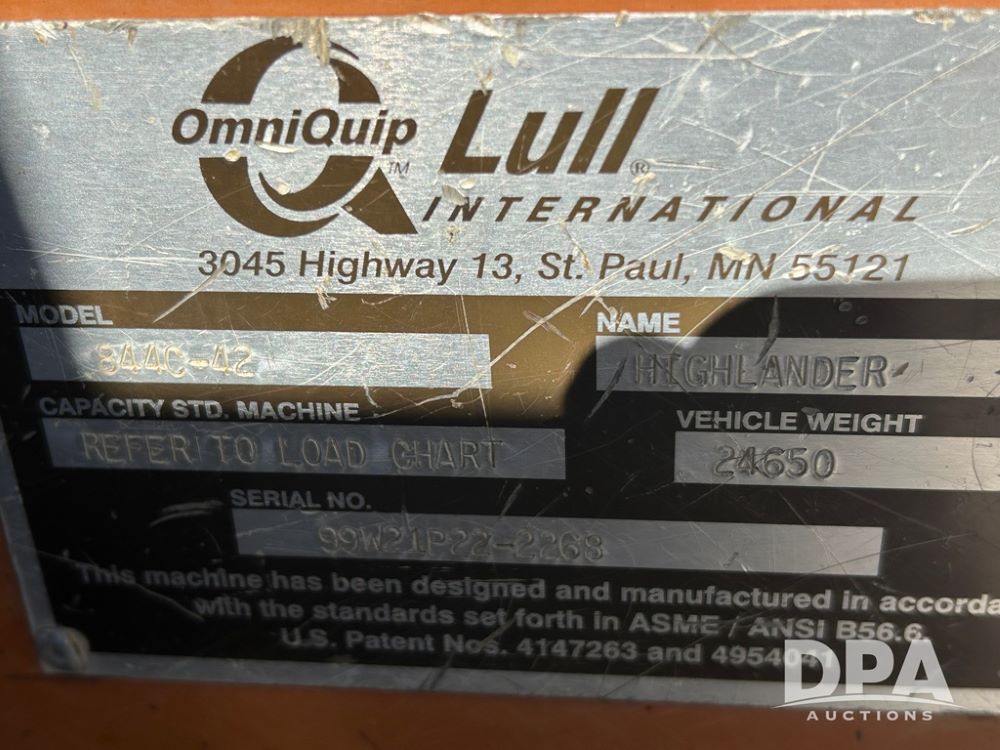 OmniQuip
TM
Lull®
INTERNATIONAL
3045 Highway 13, St. Paul, MN 55121
MODEL NAME
844C-42 HIGHLANDER
CAPACITY STD. MACHINE VEHICLE WEIGHT
REFER TO LOAD CHART 24650
SERIAL NO.
99W21P22-2268
This machine has been designed and manufactured in accorda
with the standards set forth in ASME / ANSI B56.6.
U.S. Patent Nos. 4147263 and 4954041
DPA
AUCTIONS